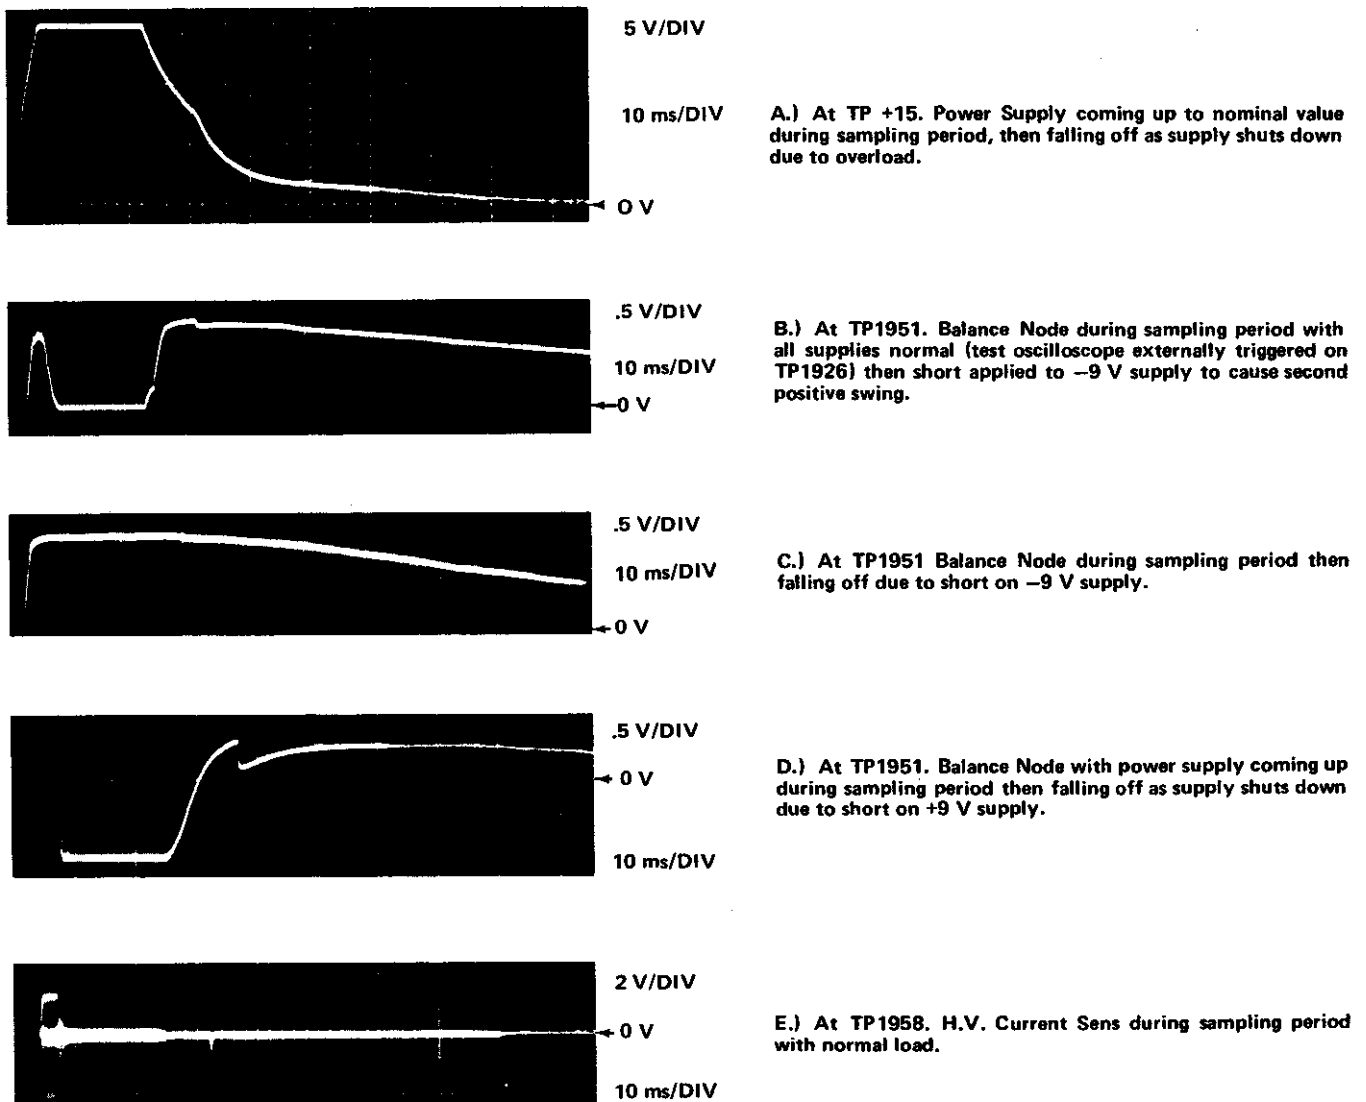 5 V/DIV
10 ms/DIV
0 V
A.) At TP +15. Power Supply coming up to nominal value
during sampling period, then falling off as supply shuts down
due to overload.
.5 V/DIV
10 ms/DIV
0 V
B.) At TP1951. Balance Node during sampling period with
all supplies normal (test oscilloscope externally triggered on
TP1926) then short applied to −9 V supply to cause second
positive swing.
.5 V/DIV
10 ms/DIV
0 V
C.) At TP1951 Balance Node during sampling period then
falling off due to short on −9 V supply.
.5 V/DIV
0 V
10 ms/DIV
D.) At TP1951. Balance Node with power supply coming up
during sampling period then falling off as supply shuts down
due to short on +9 V supply.
2 V/DIV
0 V
10 ms/DIV
E.) At TP1958. H.V. Current Sens during sampling period
with normal load.